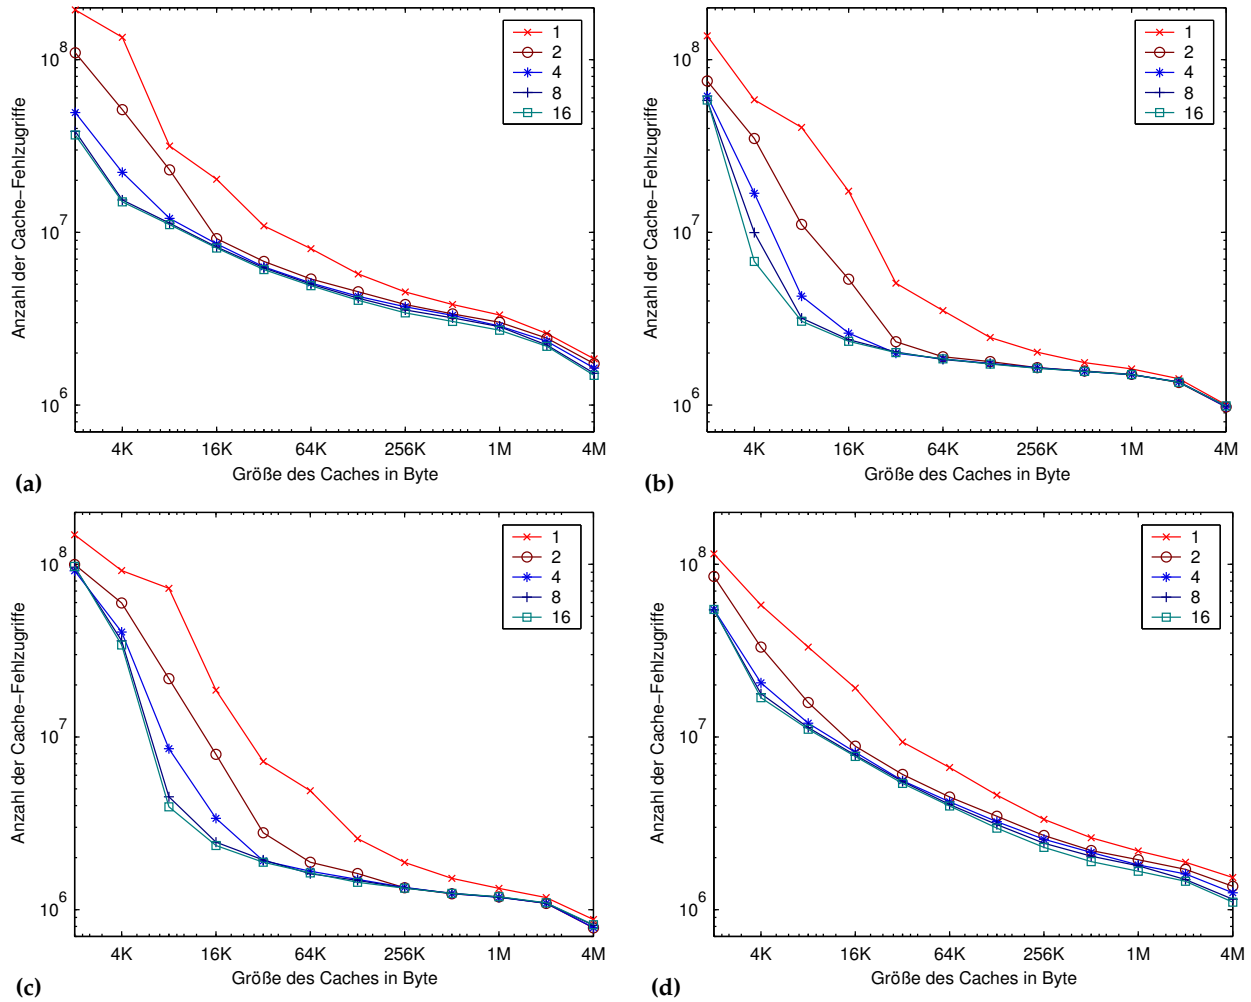 10^8
10^7
10^6
Anzahl der Cache−Fehlzugriffe
1
2
4
8
16
4K 16K 64K 256K 1M 4M
Größe des Caches in Byte
(a)
10^8
10^7
10^6
Anzahl der Cache−Fehlzugriffe
1
2
4
8
16
4K 16K 64K 256K 1M 4M
Größe des Caches in Byte
(b)
10^8
10^7
10^6
Anzahl der Cache−Fehlzugriffe
1
2
4
8
16
4K 16K 64K 256K 1M 4M
Größe des Caches in Byte
(c)
10^8
10^7
10^6
Anzahl der Cache−Fehlzugriffe
1
2
4
8
16
4K 16K 64K 256K 1M 4M
Größe des Caches in Byte
(d)